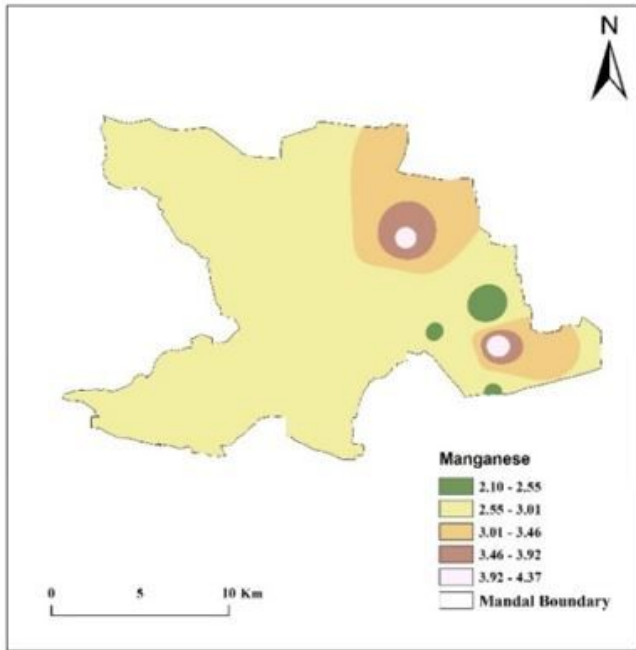 N
Manganese
2.10 - 2.55
2.55 - 3.01
3.01 - 3.46
3.46 - 3.92
3.92 - 4.37
Mandal Boundary
0 5 10 Km